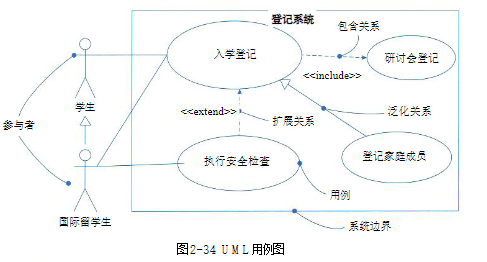 登记系统
包含关系
入学登记
研讨会登记
<<include>>
学生
<<extend>>
扩展关系
泛化关系
参与者
执行安全检查
登记家庭成员
用例
国际留学生
系统边界
图2-34 U M L 用例图